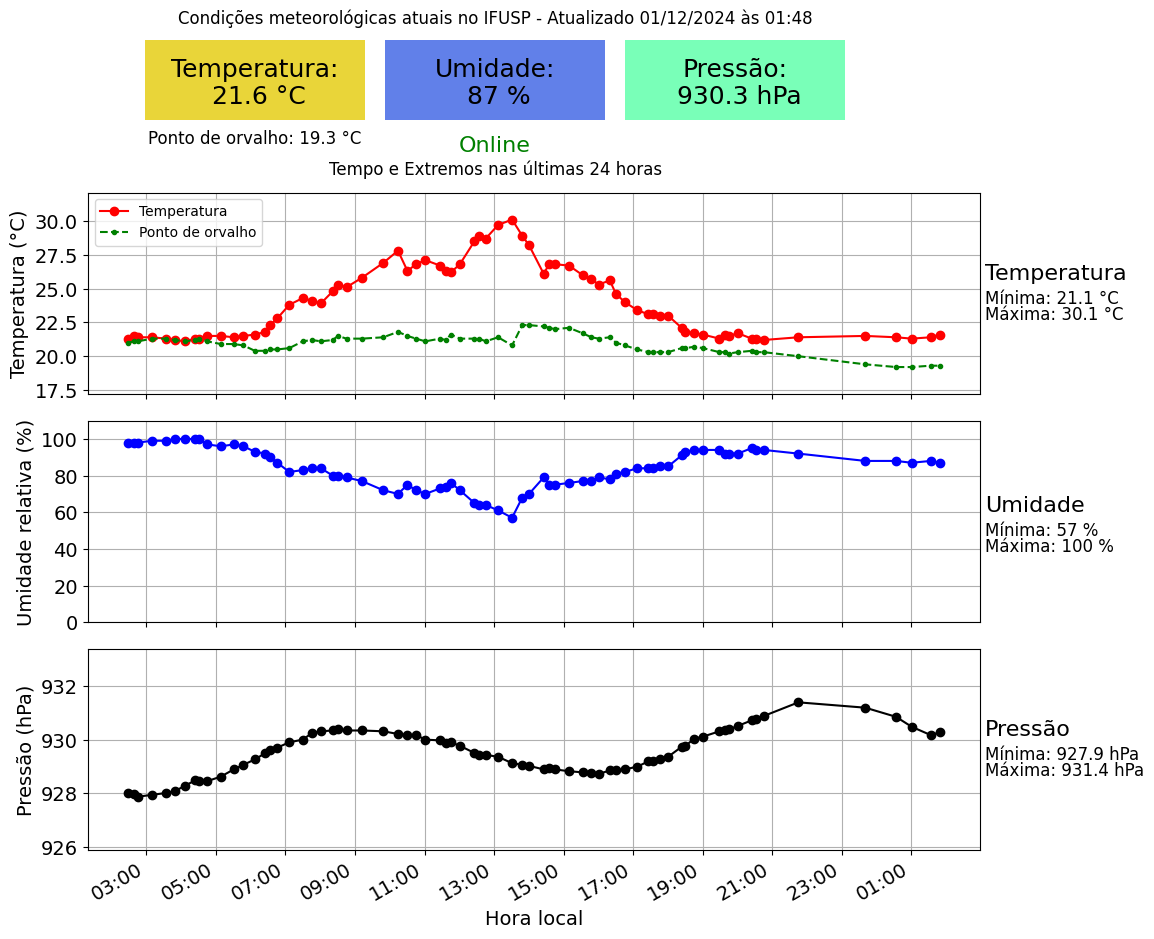 Condições meteorológicas atuais no IFUSP - Atualizado 01/12/2024 às 01:48
Temperatura:
21.6 °C
Umidade:
87 %
Pressão:
930.3 hPa
Ponto de orvalho: 19.3 °C
Online
Tempo e Extremos nas últimas 24 horas
Temperatura (°C)
30.0
27.5
25.0
22.5
20.0
17.5
Temperatura
Ponto de orvalho
Temperatura
Mínima: 21.1 °C
Máxima: 30.1 °C
Umidade relativa (%)
100
80
60
40
20
0
Umidade
Mínima: 57 %
Máxima: 100 %
Pressão (hPa)
932
930
928
926
Pressão
Mínima: 927.9 hPa
Máxima: 931.4 hPa
03:00
05:00
07:00
09:00
11:00
13:00
15:00
17:00
19:00
21:00
23:00
01:00
Hora local